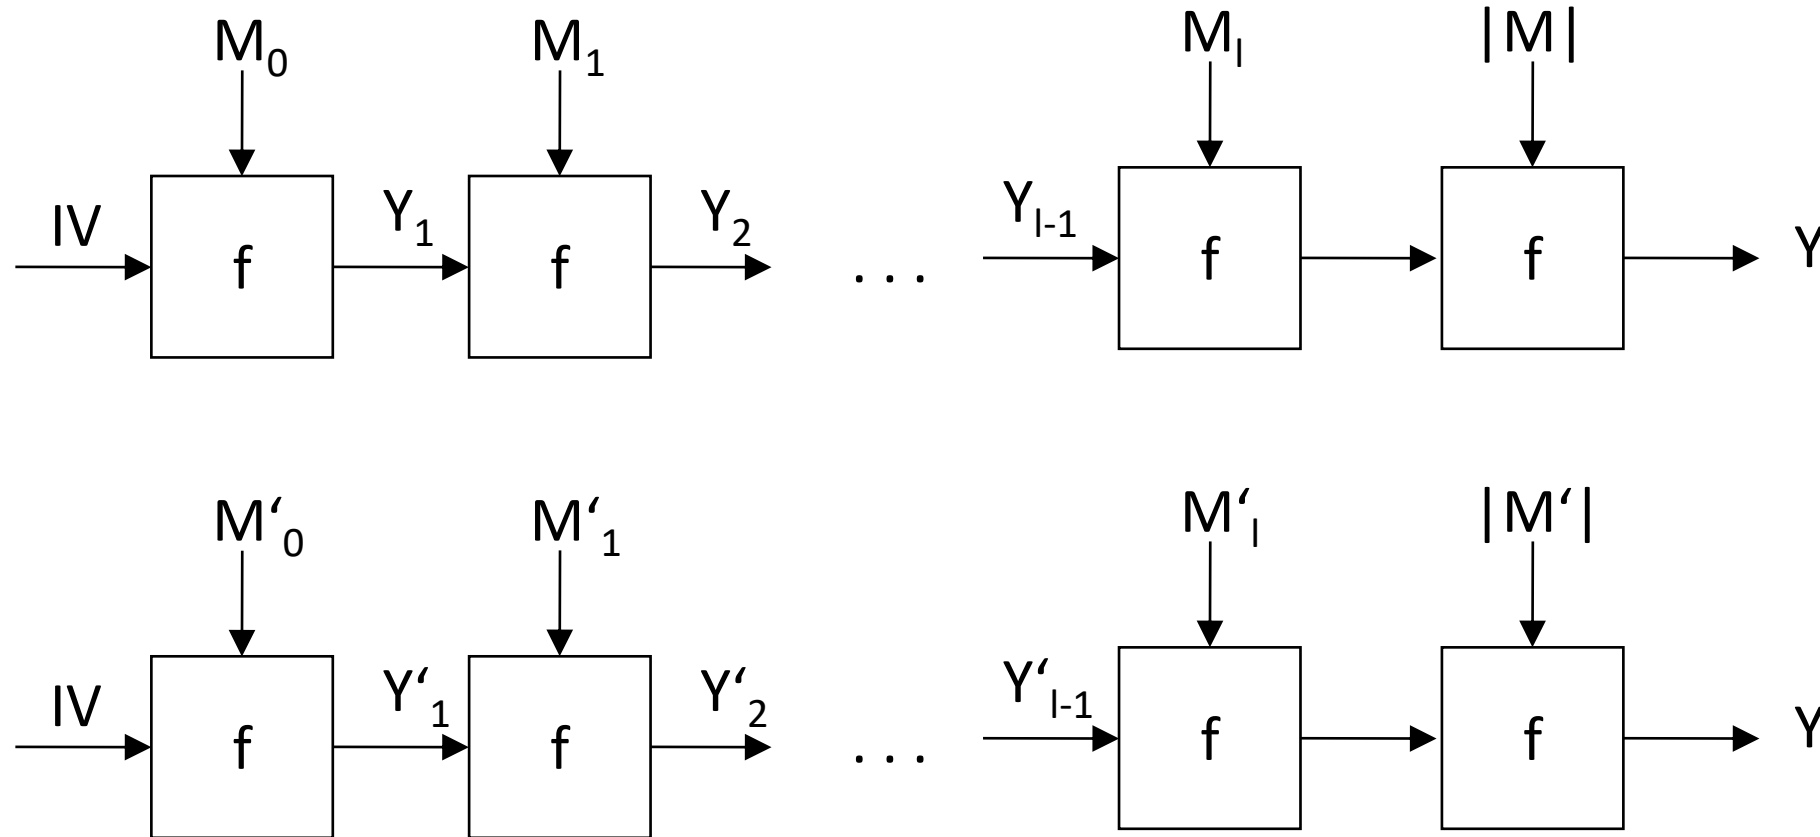 M₀ M₁ Mₗ |M|
IV Y₁ Y₂ Yₗ₋₁ Y
f f . . . f f
M‘₀ M‘₁ M‘ₗ |M‘|
IV Y‘₁ Y‘₂ Y‘ₗ₋₁ Y
f f . . . f f